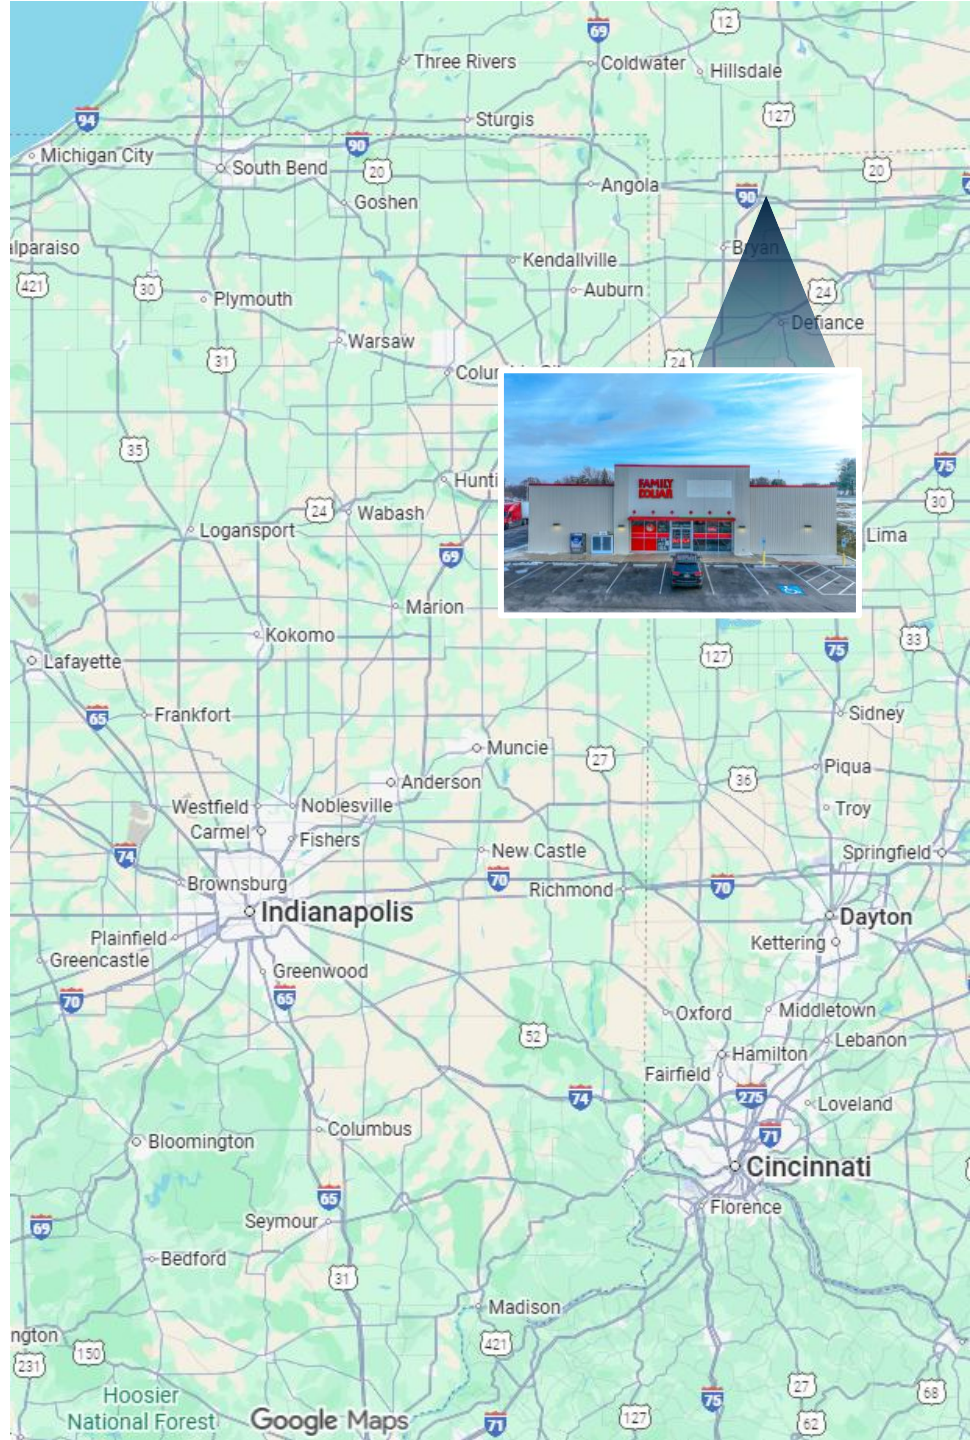 12
69
Three Rivers
Coldwater
Hillsdale
94
127
Sturgis
90
Michigan City
South Bend
20
20
Angola
90
Goshen
alparaiso
Bryan
Kendallville
421
30
Auburn
24
Plymouth
Defiance
Warsaw
31
24
35
75
FAMILY
DOLLAR
Hunti
24
Wabash
30
Logansport
Lima
69
Marion
Kokomo
33
127
75
Lafayette
65
Frankfort
Sidney
Muncie
27
Piqua
Anderson
36
Westfield
Noblesville
Troy
Carmel
Fishers
74
New Castle
Springfield
Brownsburg
70
Richmond
70
Indianapolis
Dayton
Plainfield
Kettering
Greencastle
Greenwood
70
65
Oxford
Middletown
52
Lebanon
Hamilton
Fairfield
74
275
Loveland
Columbus
71
Bloomington
Cincinnati
65
Florence
Seymour
69
Bedford
31
Madison
ngton
421
231
150
Hoosier
National Forest
Google Maps
71
127
75
27
62
68